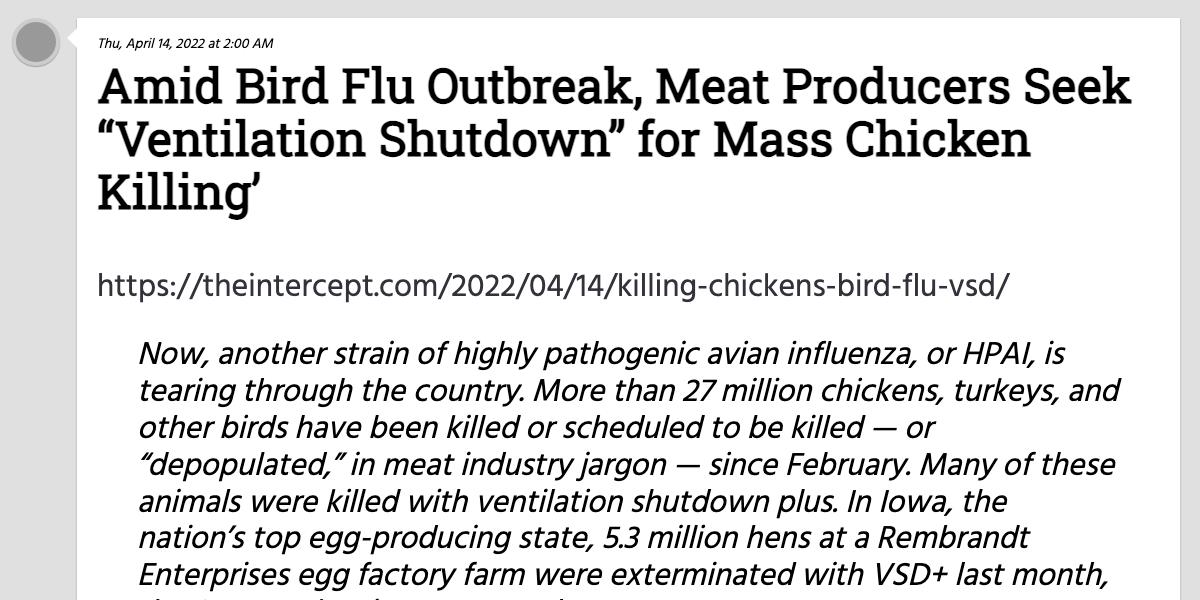 Thu, April 14, 2022 at 2:00 AM
Amid Bird Flu Outbreak, Meat Producers Seek
“Ventilation Shutdown” for Mass Chicken
Killing’
https://theintercept.com/2022/04/14/killing-chickens-bird-flu-vsd/
Now, another strain of highly pathogenic avian influenza, or HPAI, is
tearing through the country. More than 27 million chickens, turkeys, and
other birds have been killed or scheduled to be killed — or
“depopulated,” in meat industry jargon — since February. Many of these
animals were killed with ventilation shutdown plus. In Iowa, the
nation’s top egg-producing state, 5.3 million hens at a Rembrandt
Enterprises egg factory farm were exterminated with VSD+ last month,